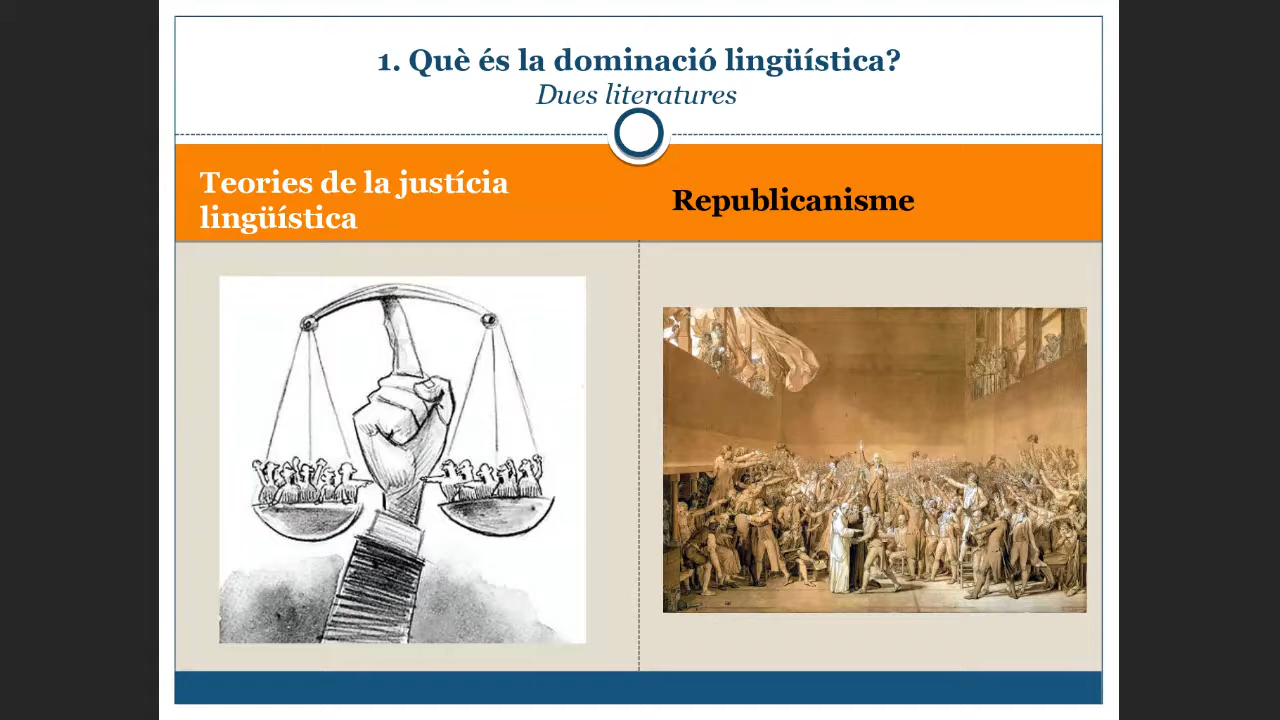 1. Què és la dominació lingüística?
Dues literatures
Teories de la justícia
lingüística
Republicanisme